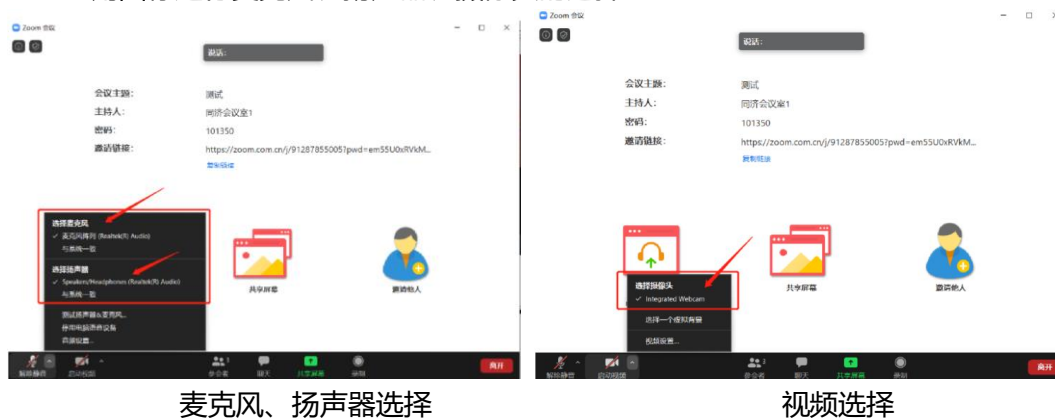 Zoom 会议
说话:
会议主题: 测试
主持人: 同济会议室1
密码: 101350
邀请链接: https://zoom.com.cn/j/91287855005?pwd=em55U0xRVkM...
复制链接
选择麦克风
✓ 麦克风阵列 (Realtek(R) Audio)
与系统一致
选择扬声器
✓ Speakers/Headphones (Realtek(R) Audio)
与系统一致
测试扬声器&麦克风...
停用电脑语音设备
音频设置...
共享屏幕
邀请他人
解除静音 启动视频 参会者 1 聊天 共享屏幕 录制 离开
麦克风、扬声器选择
Zoom 会议
说话:
会议主题: 测试
主持人: 同济会议室1
密码: 101350
邀请链接: https://zoom.com.cn/j/91287855005?pwd=em55U0xRVkM...
复制链接
选择摄像头
✓ Integrated Webcam
选择一个虚拟背景
视频设置...
共享屏幕
邀请他人
解除静音 启动视频 参会者 1 聊天 共享屏幕 录制 离开
视频选择